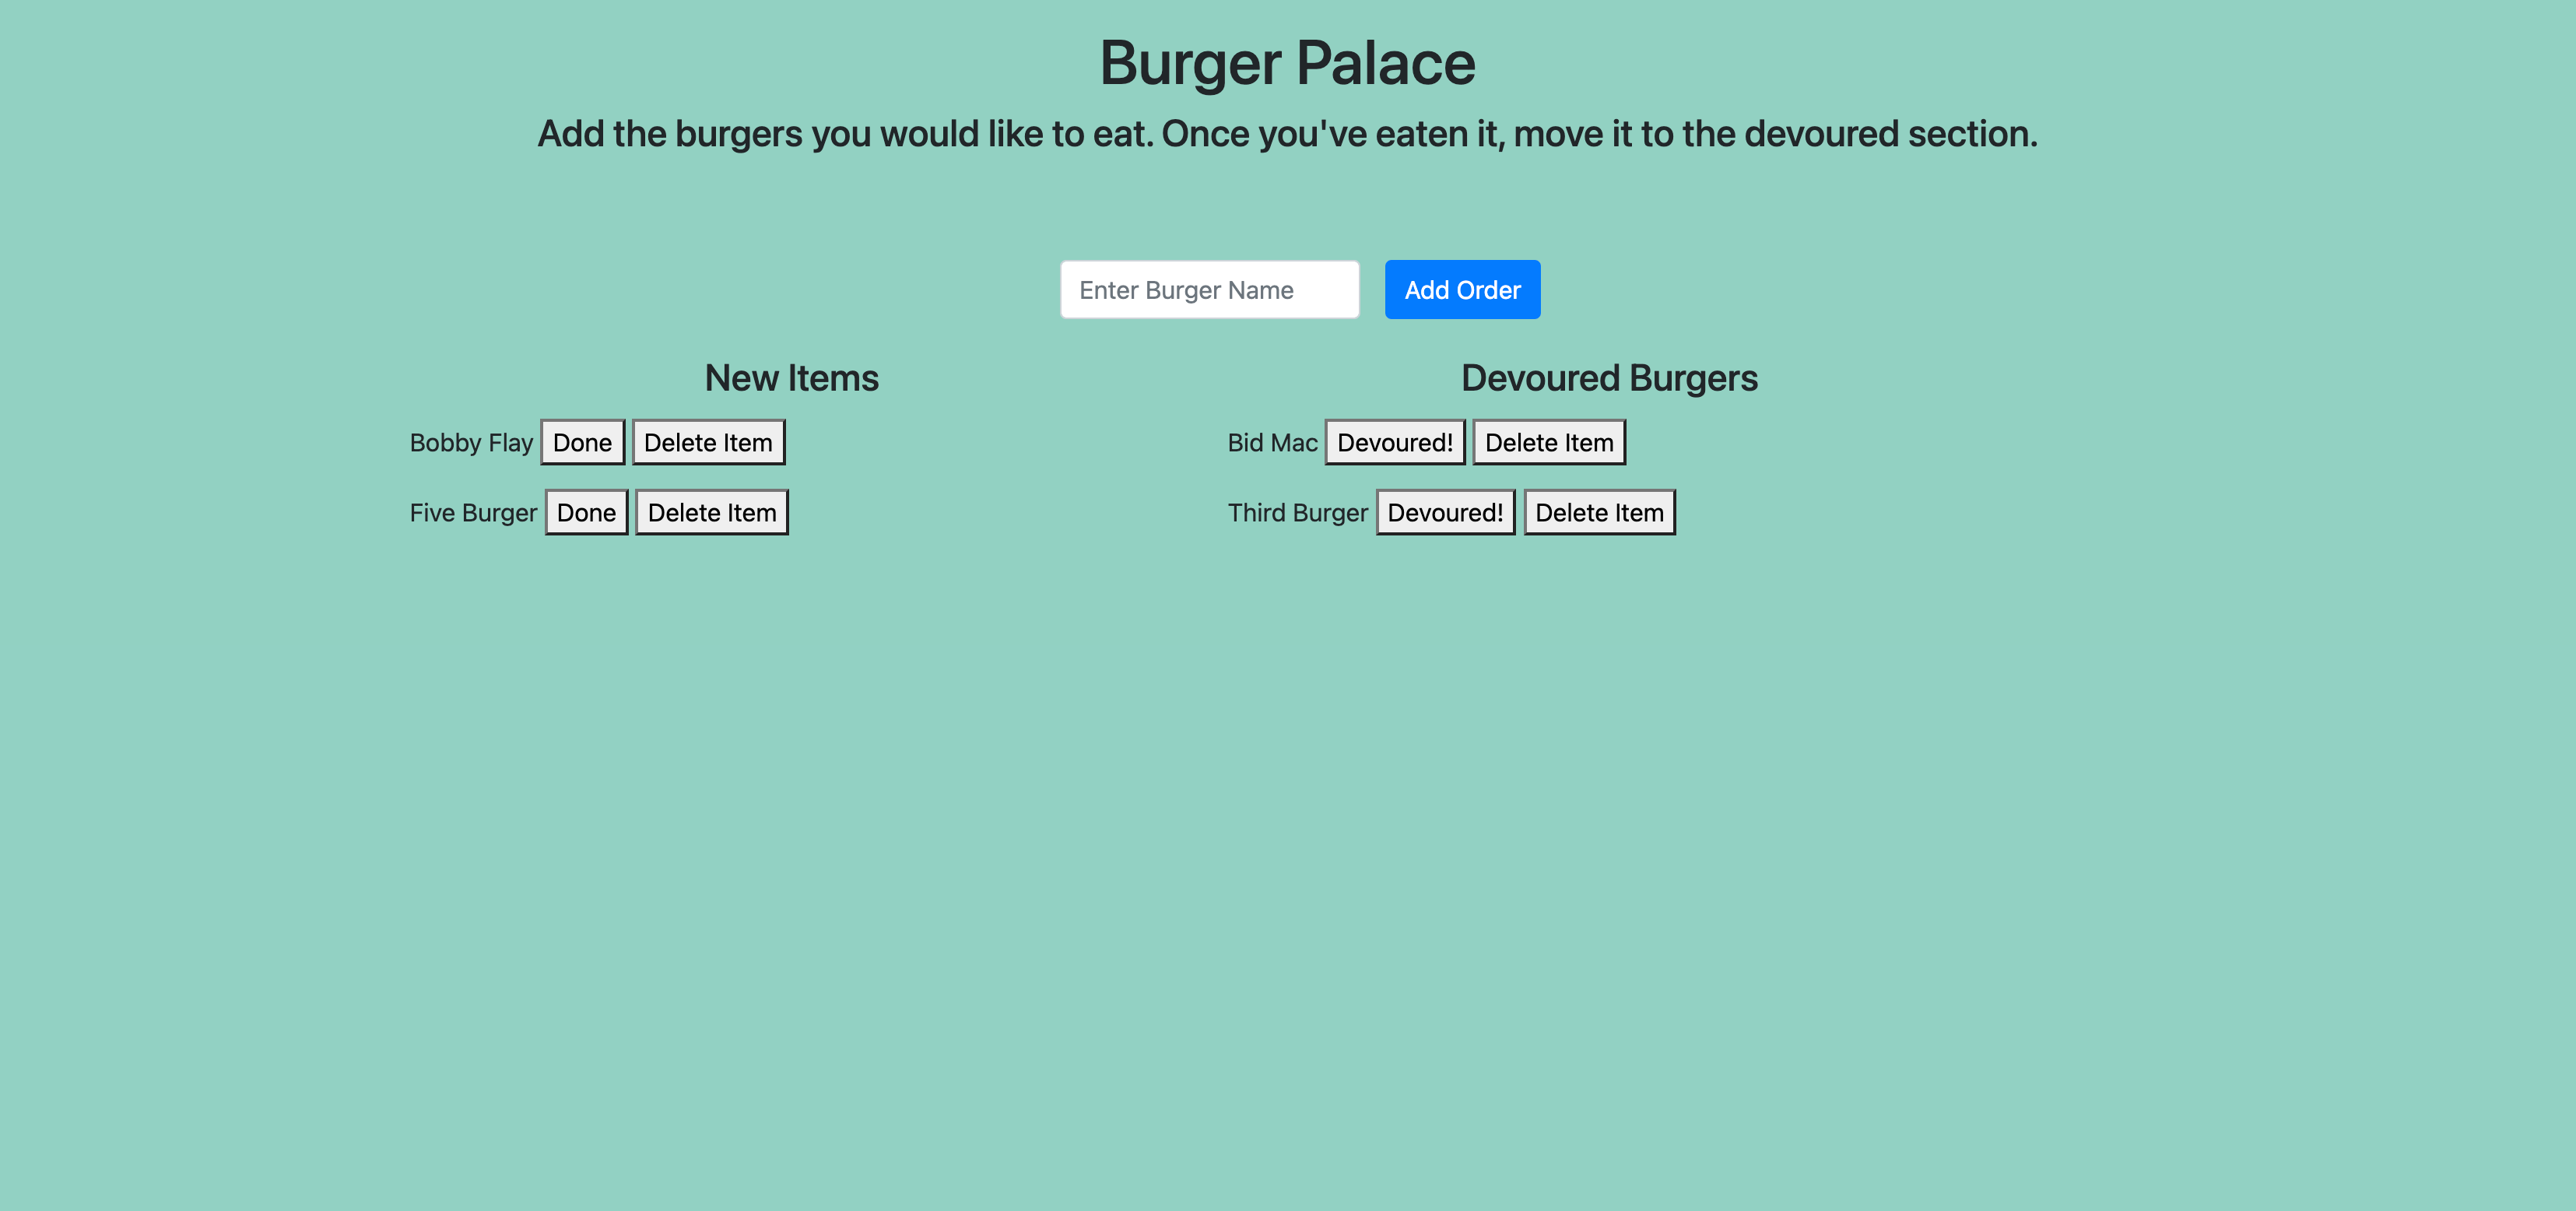 Burger Palace
Add the burgers you would like to eat. Once you've eaten it, move it to the devoured section.
Enter Burger Name Add Order
New Items
Bobby Flay Done Delete Item
Five Burger Done Delete Item
Devoured Burgers
Bid Mac Devoured! Delete Item
Third Burger Devoured! Delete Item